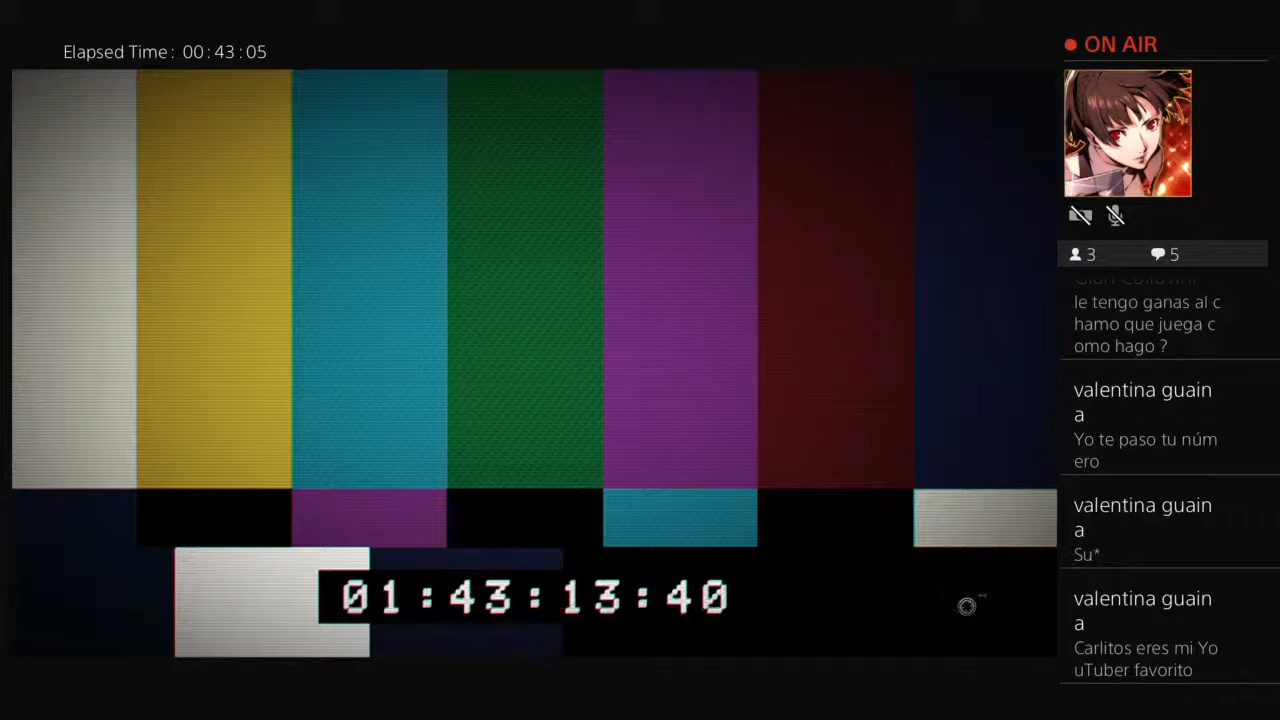 Elapsed Time: 00:43:05
ON AIR
3
5
le tengo ganas al c
hamo que juega c
omo hago ?
valentina guain
a
Yo te paso tu núm
ero
valentina guain
a
Su*
valentina guain
a
Carlitos eres mi Yo
uTuber favorito
01:43:13:40